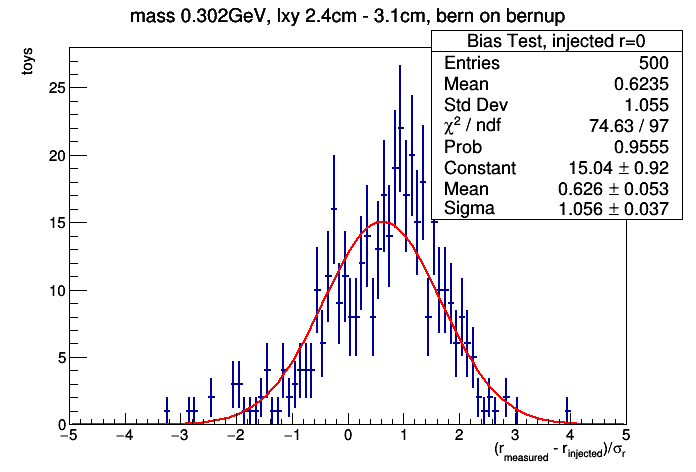 mass 0.302GeV, lxy 2.4cm - 3.1cm, bern on bernup
toys
Bias Test, injected r=0
Entries 500
Mean 0.6235
Std Dev 1.055
χ² / ndf 74.63 / 97
Prob 0.9555
Constant 15.04 ± 0.92
Mean 0.626 ± 0.053
Sigma 1.056 ± 0.037
25
20
15
10
5
0
−5 −4 −3 −2 −1 0 1 2 3 4 5
(r_measured - r_injected)/σ_r